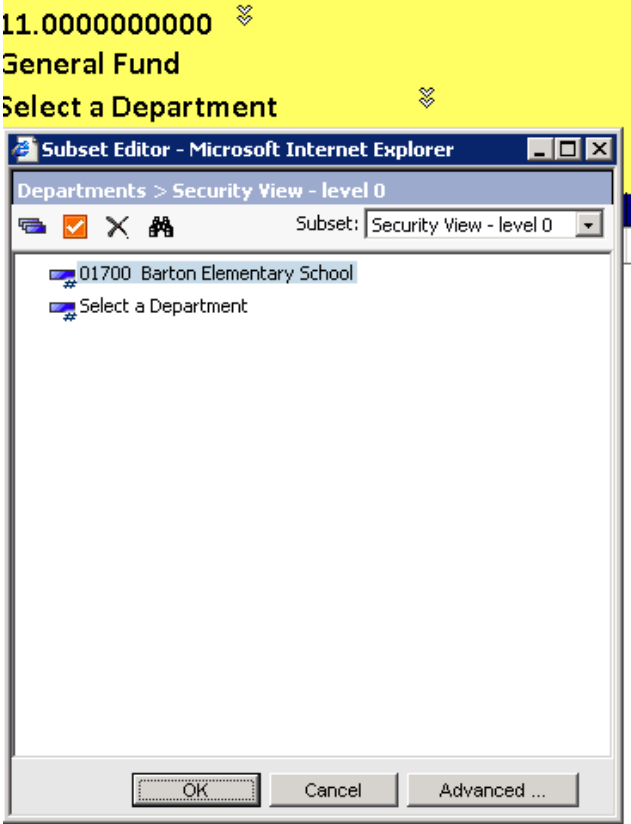 11.0000000000
General Fund
Select a Department
Subset Editor - Microsoft Internet Explorer
Departments > Security View - level 0
Subset: Security View - level 0
01700 Barton Elementary School
Select a Department
OK Cancel Advanced ...